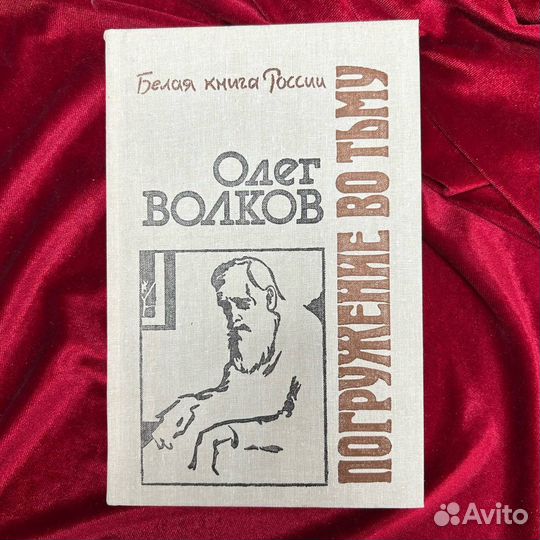 Белая книга России
Олег
ВОЛКОВ
ПОГРУЖЕНИЕ ВО ТЬМУ
Avito